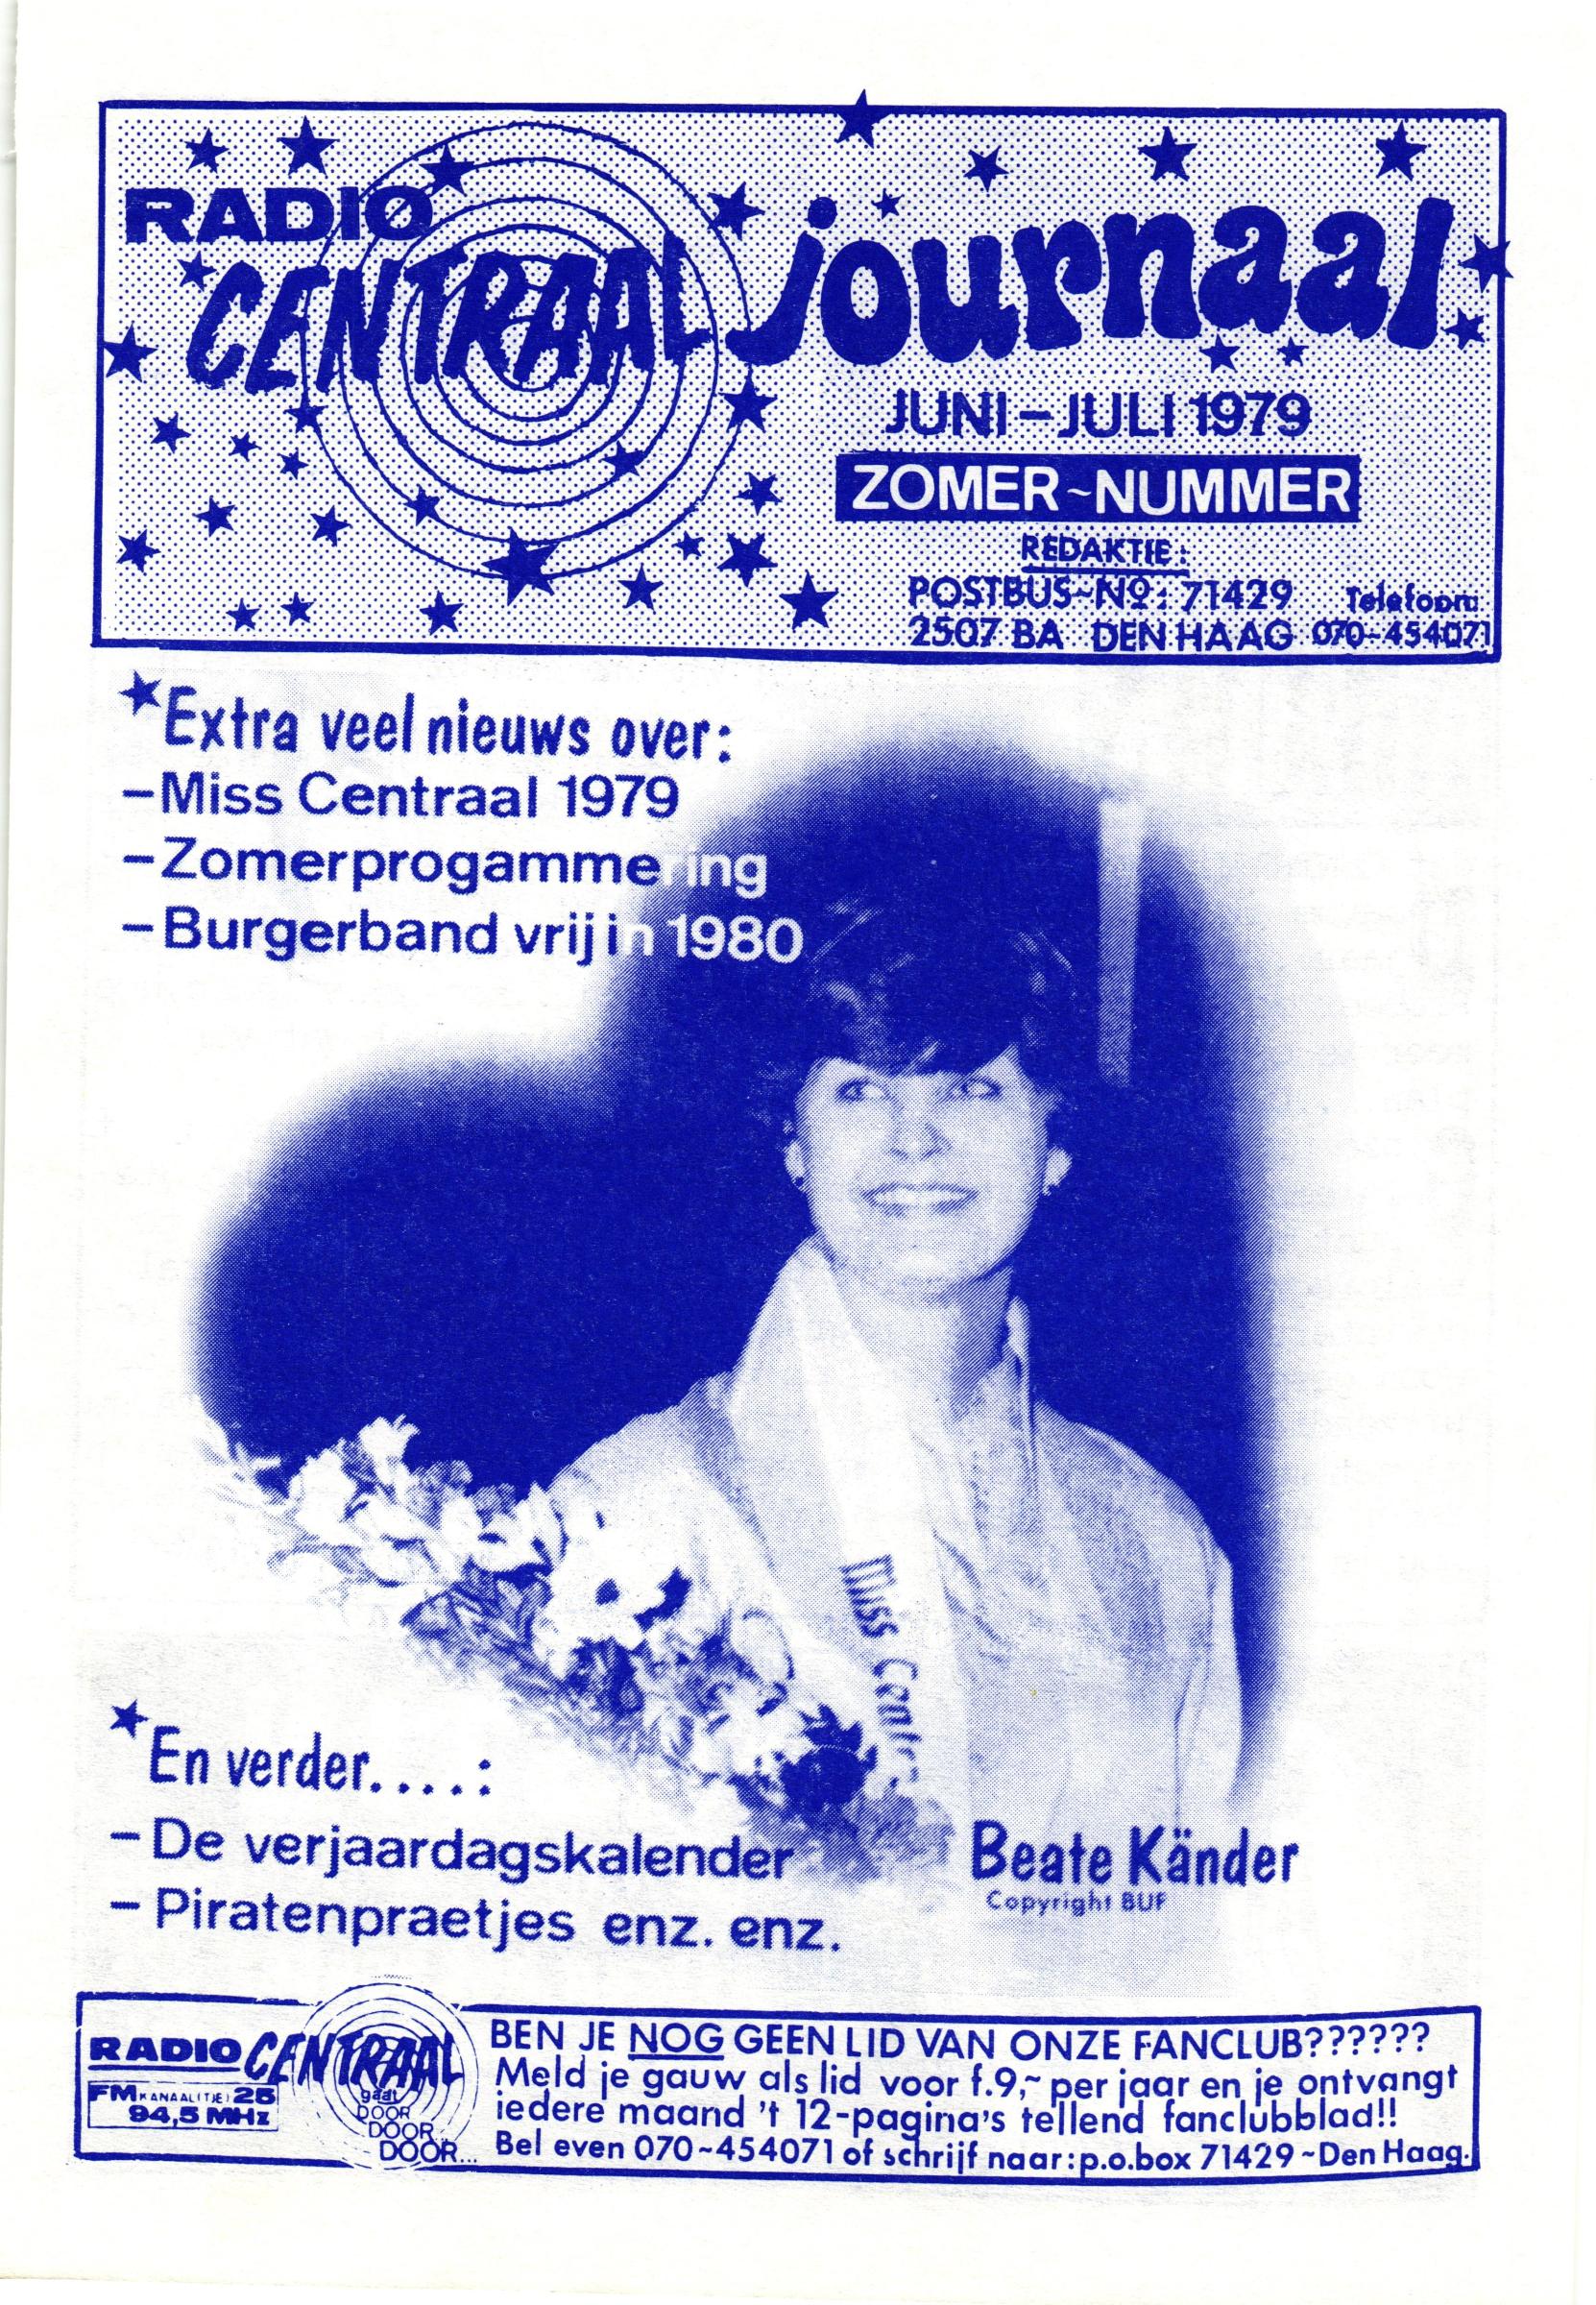 RADIO
CENTRAAL journaal
JUNI-JULI 1979
ZOMER~NUMMER
REDAKTIE:
POSTBUS~Nº: 71429 Telefoon:
2507 BA DEN HAAG 070-454071
Extra veel nieuws over:
-Miss Centraal 1979
-Zomerprogammering
-Burgerband vrij in 1980
Miss Centr
En verder....:
- De verjaardagskalender
- Piratenpraetjes enz. enz.
Beate Känder
Copyright BUF
RADIO CENTRAAL
FM KANAAL(TJE) 25
94,5 MHz
gaat
DOOR
DOOR..
DOOR...
BEN JE NOG GEEN LID VAN ONZE FANCLUB??????
Meld je gauw als lid voor f.9,~ per jaar en je ontvangt
iedere maand 't 12-pagina's tellend fanclubblad!!
Bel even 070~454071 of schrijf naar: p.o.box 71429 ~Den Haag.